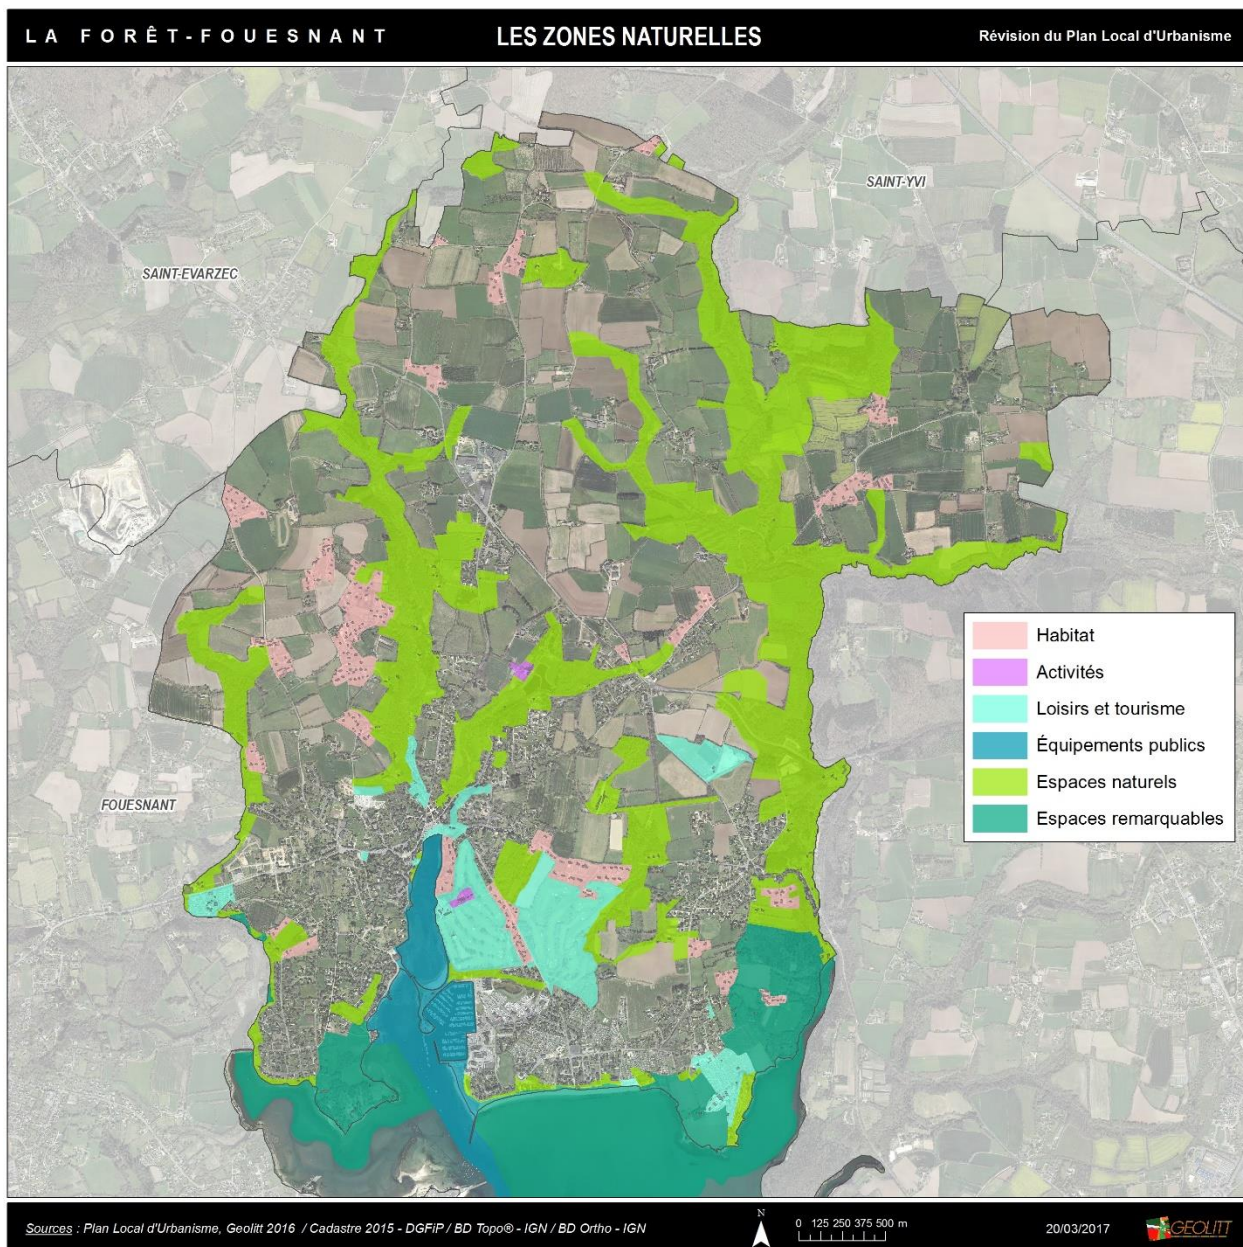 LA FORÊT-FOUESNANT
LES ZONES NATURELLES
Révision du Plan Local d'Urbanisme
SAINT-YVI
SAINT-EVARZEC
FOUESNANT
Habitat
Activités
Loisirs et tourisme
Équipements publics
Espaces naturels
Espaces remarquables
Sources : Plan Local d'Urbanisme, Geolitt 2016 / Cadastre 2015 - DGFiP / BD Topo® - IGN / BD Ortho - IGN
N
0 125 250 375 500 m
20/03/2017
GEOLITT